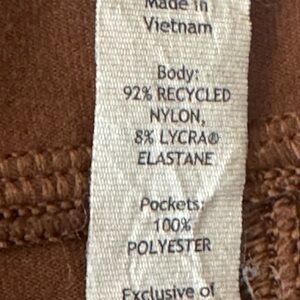 Made in
Vietnam
Body:
92% RECYCLED
NYLON,
8% LYCRA®
ELASTANE
Pockets:
100%
POLYESTER
Exclusive of